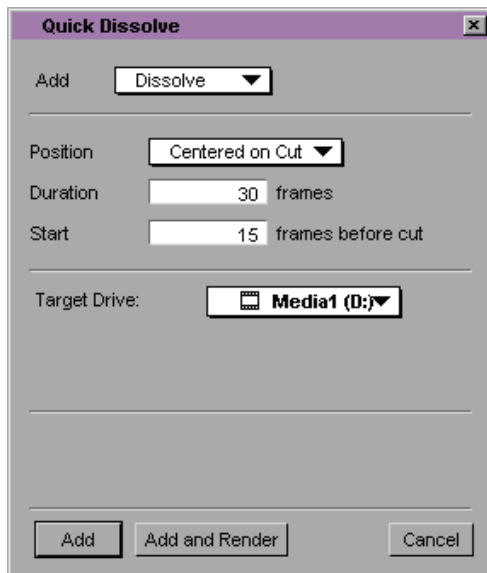 Quick Dissolve
Add Dissolve
Position Centered on Cut
Duration 30 frames
Start 15 frames before cut
Target Drive: Media1 (D:)
Add Add and Render Cancel